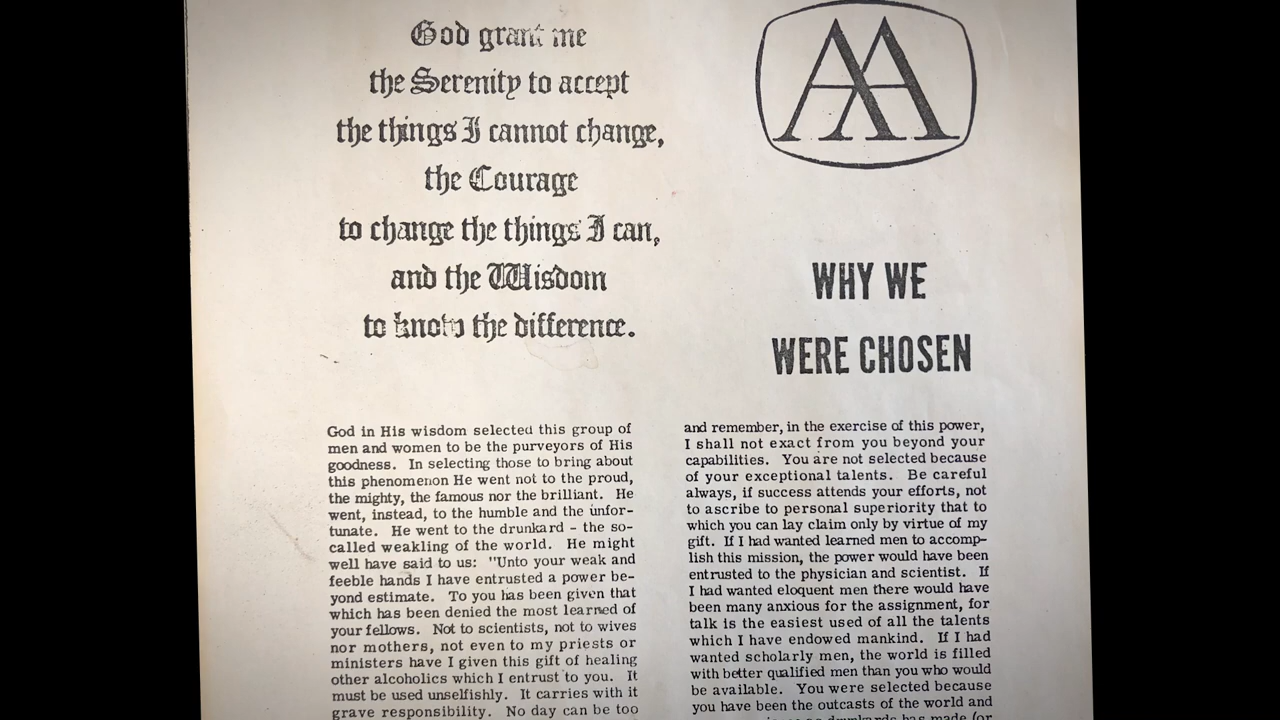 God grant me
the Serenity to accept
the things I cannot change,
the Courage
to change the things I can,
and the Wisdom
to know the difference.
AA
WHY WE
WERE CHOSEN
God in His wisdom selected this group of
men and women to be the purveyors of His
goodness. In selecting those to bring about
this phenomenon He went not to the proud,
the mighty, the famous nor the brilliant. He
went, instead, to the humble and the unfor-
tunate. He went to the drunkard - the so-
called weakling of the world. He might
well have said to us: "Unto your weak and
feeble hands I have entrusted a power be-
yond estimate. To you has been given that
which has been denied the most learned of
your fellows. Not to scientists, not to wives
nor mothers, not even to my priests or
ministers have I given this gift of healing
other alcoholics which I entrust to you. It
must be used unselfishly. It carries with it
grave responsibility. No day can be too
and remember, in the exercise of this power,
I shall not exact from you beyond your
capabilities. You are not selected because
of your exceptional talents. Be careful
always, if success attends your efforts, not
to ascribe to personal superiority that to
which you can lay claim only by virtue of my
gift. If I had wanted learned men to accomp-
lish this mission, the power would have been
entrusted to the physician and scientist. If
I had wanted eloquent men there would have
been many anxious for the assignment, for
talk is the easiest used of all the talents
which I have endowed mankind. If I had
wanted scholarly men, the world is filled
with better qualified men than you who would
be available. You were selected because
you have been the outcasts of the world and
as drunkards has made (or